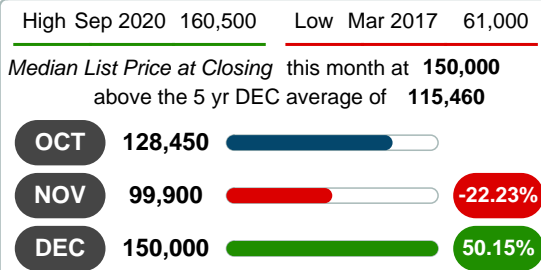 High Sep 2020 160,500 Low Mar 2017 61,000
Median List Price at Closing this month at 150,000
above the 5 yr DEC average of 115,460
OCT 128,450
NOV 99,900 -22.23%
DEC 150,000 50.15%